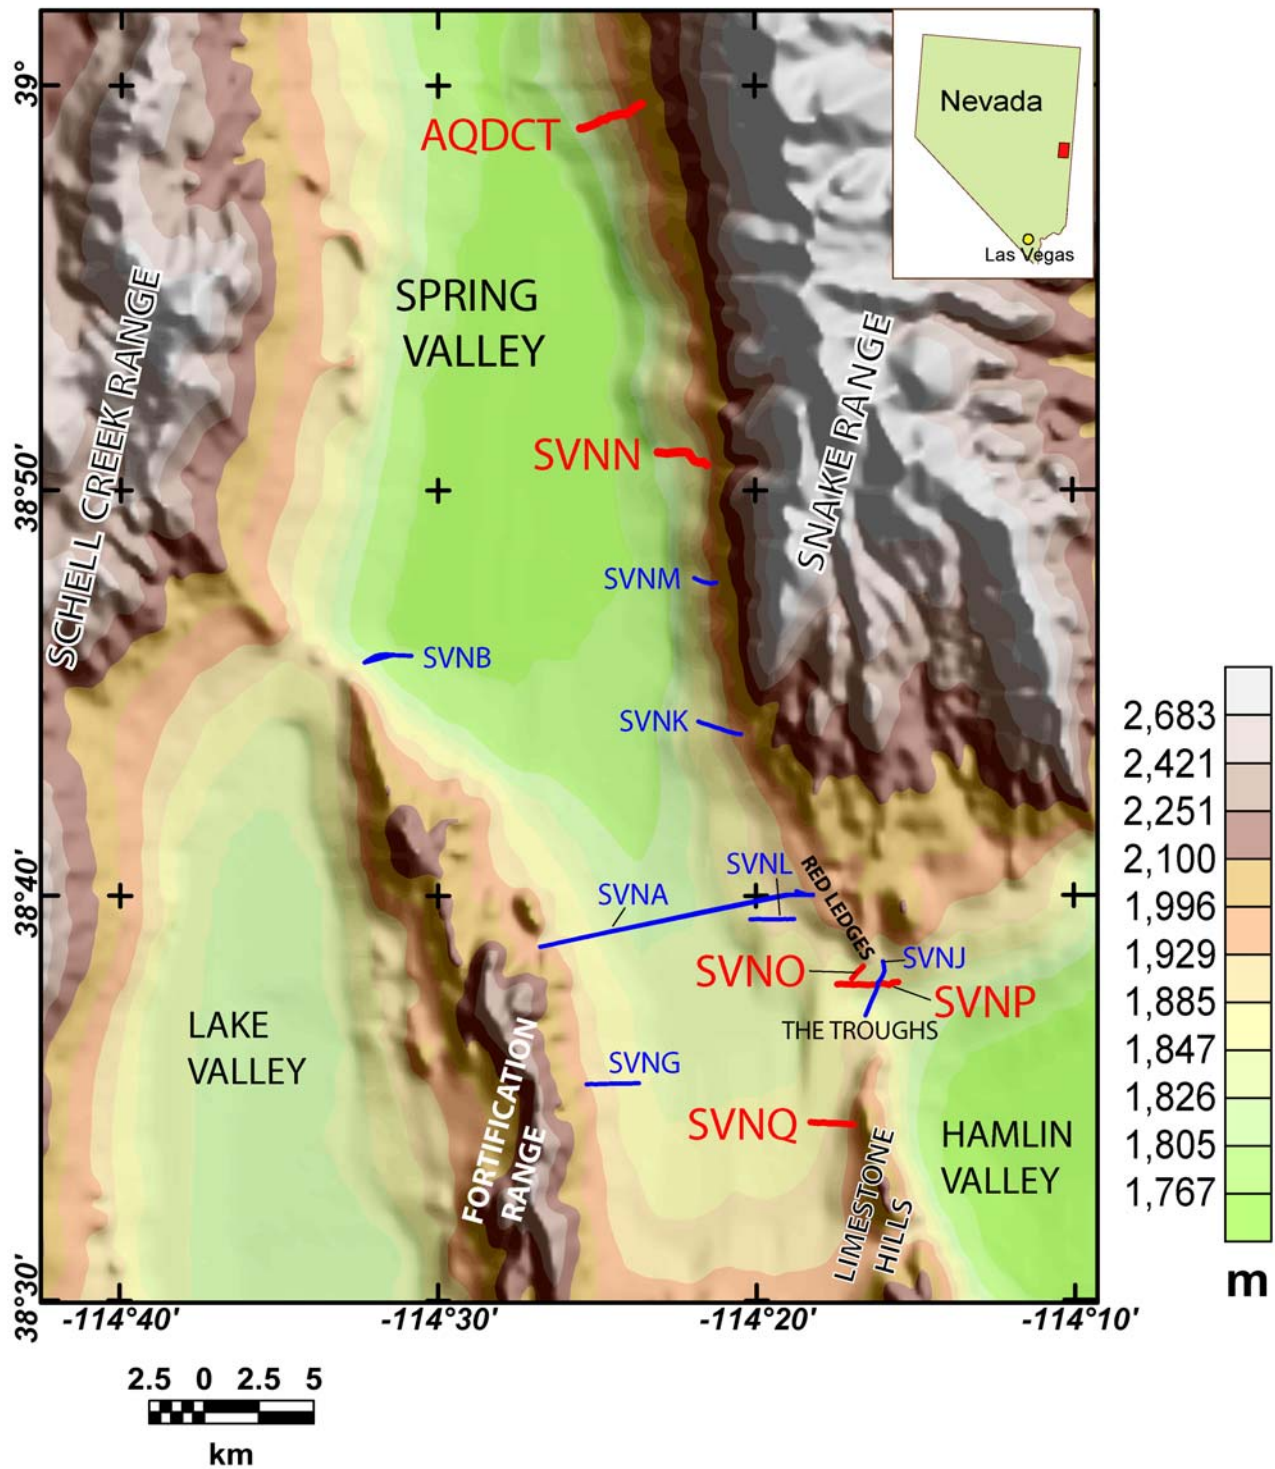 39°
38°50'
38°40'
38°30'
-114°40'
-114°30'
-114°20'
-114°10'
Nevada
Las Vegas
AQDCT
SPRING
VALLEY
SCHELL CREEK RANGE
SNAKE RANGE
SVNN
SVNM
SVNB
SVNK
SVNL
RED LEDGES
SVNA
SVNO
SVNJ
SVNP
THE TROUGHS
LAKE
VALLEY
SVNG
FORTIFICATION
RANGE
SVNQ
HAMLIN
VALLEY
LIMESTONE
HILLS
2,683
2,421
2,251
2,100
1,996
1,929
1,885
1,847
1,826
1,805
1,767
m
2.5 0 2.5 5
km